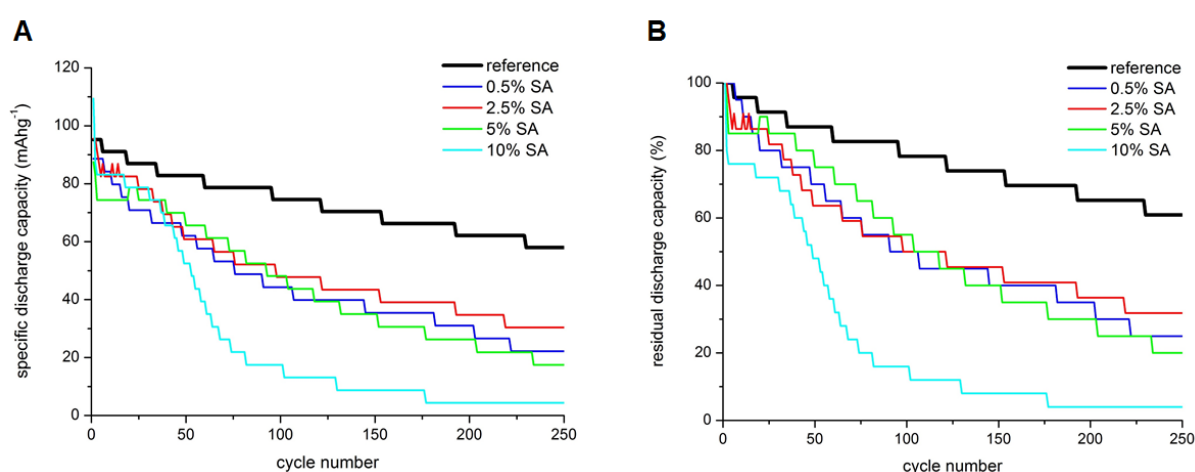 A
specific discharge capacity (mAhg⁻¹)
120
100
80
60
40
20
0
0 50 100 150 200 250
cycle number
reference
0.5% SA
2.5% SA
5% SA
10% SA
B
residual discharge capacity (%)
100
80
60
40
20
0
0 50 100 150 200 250
cycle number
reference
0.5% SA
2.5% SA
5% SA
10% SA